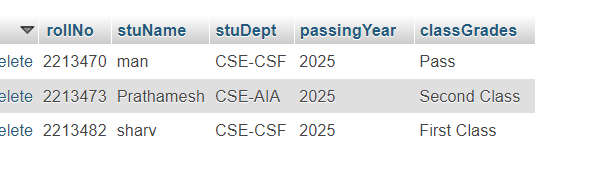 rollNo stuName stuDept passingYear classGrades
elete 2213470 man CSE-CSF 2025 Pass
elete 2213473 Prathamesh CSE-AIA 2025 Second Class
elete 2213482 sharv CSE-CSF 2025 First Class